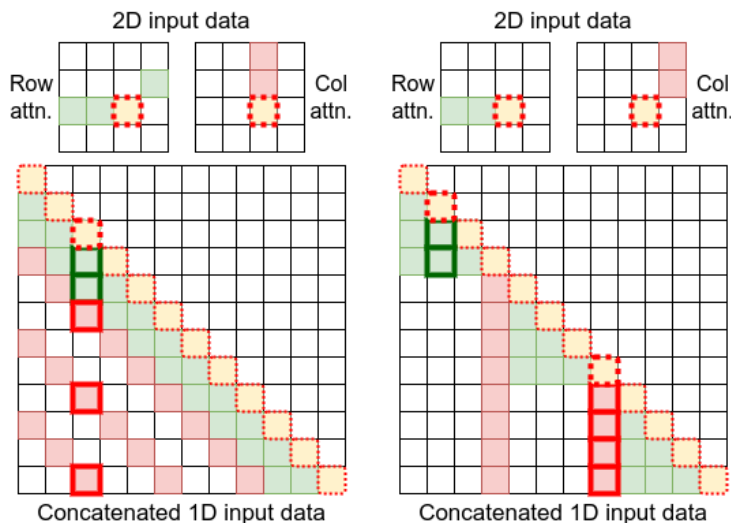 2D input data
Row
attn.
Col
attn.
Concatenated 1D input data
2D input data
Row
attn.
Col
attn.
Concatenated 1D input data